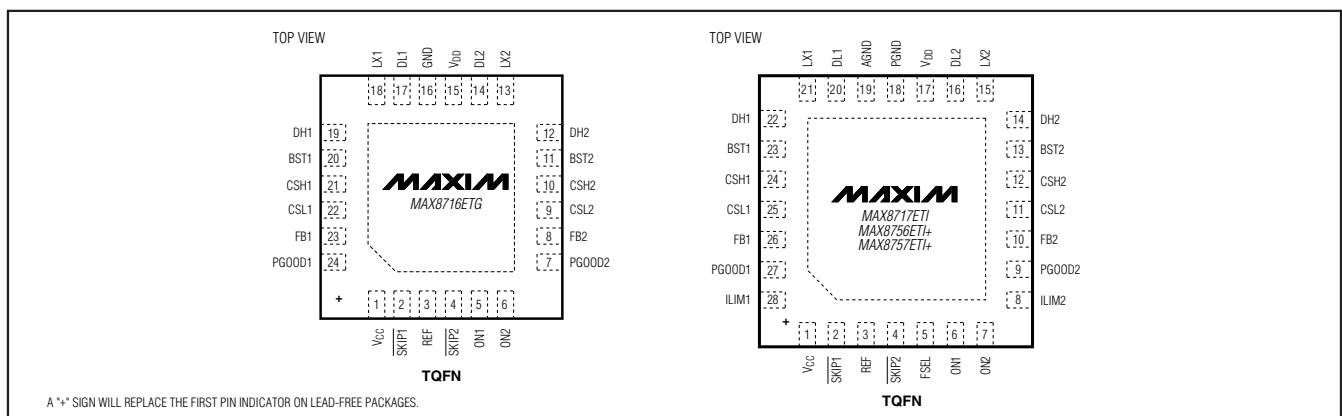 TOP VIEW
LX1 DL1 GND VDD DL2 LX2
18 17 16 15 14 13
DH1 19 12 DH2
BST1 20 11 BST2
CSH1 21 10 CSH2
CSL1 22 9 CSL2
FB1 23 8 FB2
PGOOD1 24 7 PGOOD2
MAXIM
MAX8716ETG
+ 1 2 3 4 5 6
VCC SKIP1 REF SKIP2 ON1 ON2
TQFN
TOP VIEW
LX1 DL1 AGND PGND VDD DL2 LX2
21 20 19 18 17 16 15
DH1 22 14 DH2
BST1 23 13 BST2
CSH1 24 12 CSH2
CSL1 25 11 CSL2
FB1 26 10 FB2
PGOOD1 27 9 PGOOD2
ILIM1 28 8 ILIM2
MAXIM
MAX8717ETI
MAX8756ETI+
MAX8757ETI+
+ 1 2 3 4 5 6 7
VCC SKIP1 REF SKIP2 FSEL ON1 ON2
TQFN
A "+" SIGN WILL REPLACE THE FIRST PIN INDICATOR ON LEAD-FREE PACKAGES.